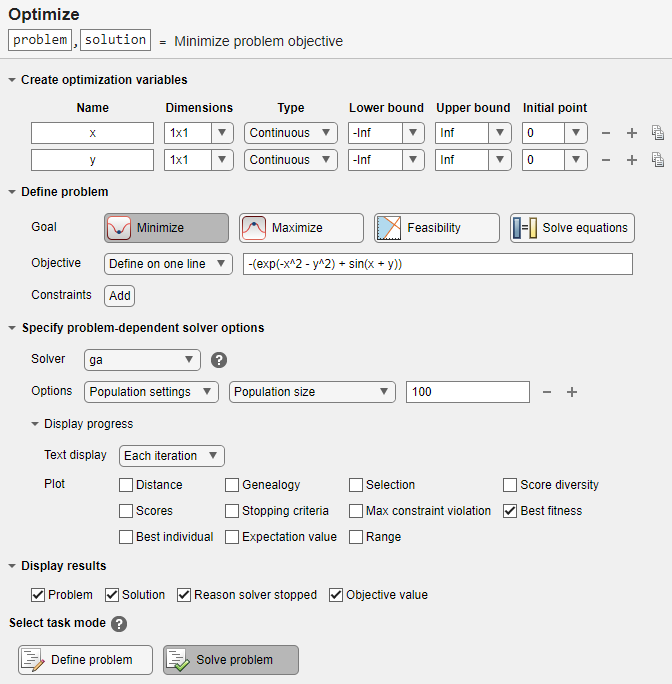 Optimize
problem , solution = Minimize problem objective
Create optimization variables
Name Dimensions Type Lower bound Upper bound Initial point
x 1x1 Continuous -Inf Inf 0
y 1x1 Continuous -Inf Inf 0
Define problem
Goal Minimize Maximize Feasibility Solve equations
Objective Define on one line -(exp(-x^2 - y^2) + sin(x + y))
Constraints Add
Specify problem-dependent solver options
Solver ga ?
Options Population settings Population size 100
Display progress
Text display Each iteration
Plot Distance Genealogy Selection Score diversity
Scores Stopping criteria Max constraint violation Best fitness
Best individual Expectation value Range
Display results
Problem Solution Reason solver stopped Objective value
Select task mode ?
Define problem Solve problem